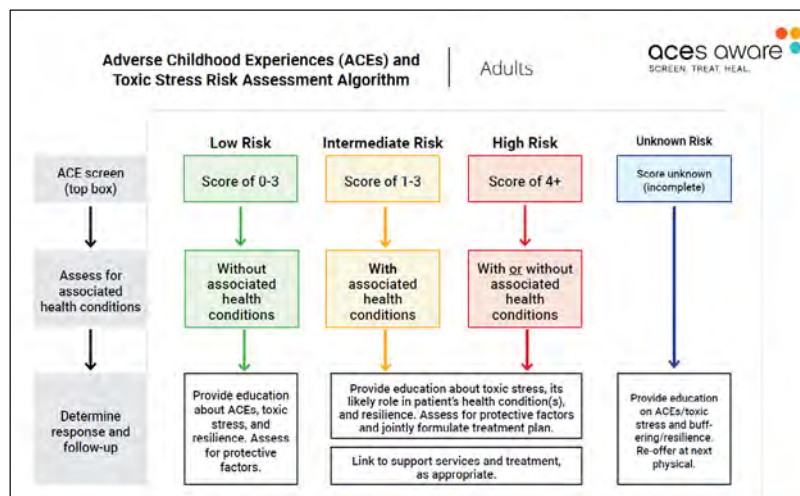 Adverse Childhood Experiences (ACEs) and
Toxic Stress Risk Assessment Algorithm
Adults
aces aware
SCREEN. TREAT. HEAL.
Low Risk
Intermediate Risk
High Risk
Unknown Risk
ACE screen
(top box)
Score of 0-3
Score of 1-3
Score of 4+
Score unknown
(incomplete)
Assess for
associated
health conditions
Without
associated
health
conditions
With
associated
health
conditions
With or without
associated
health
conditions
Determine
response and
follow-up
Provide education
about ACEs, toxic
stress, and
resilience. Assess
for protective
factors.
Provide education about toxic stress, its
likely role in patient's health condition(s),
and resilience. Assess for protective factors
and jointly formulate treatment plan.
Link to support services and treatment,
as appropriate.
Provide education
on ACEs/toxic
stress and buff-
ering/resilience.
Re-offer at next
physical.